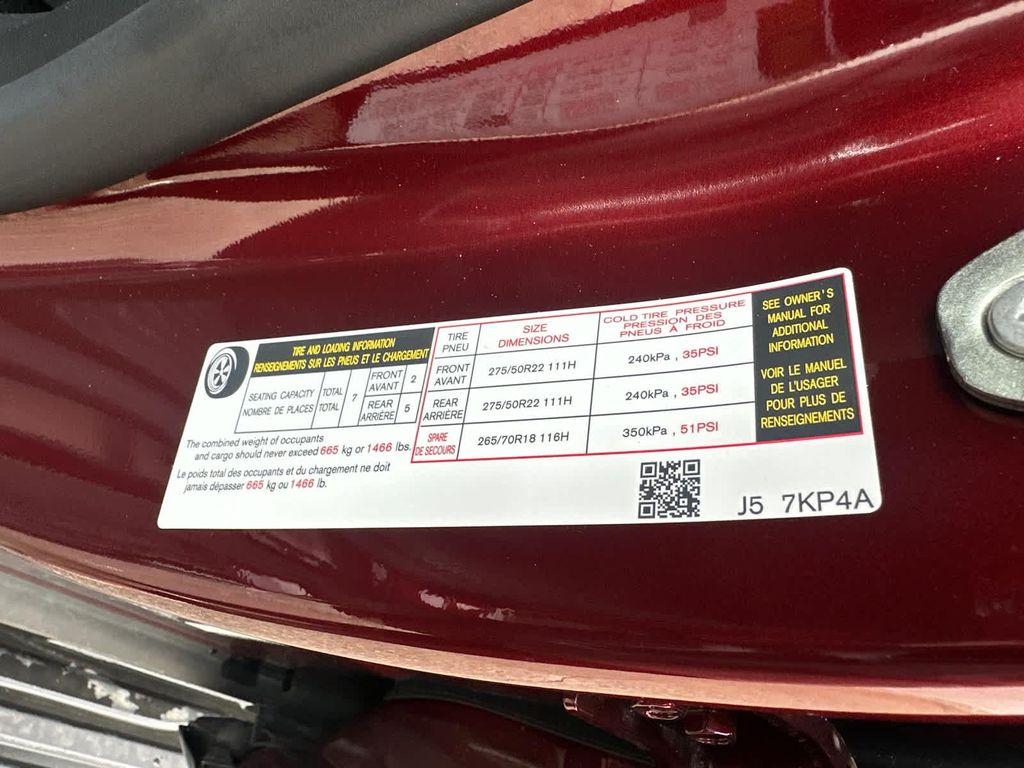 TIRE AND LOADING INFORMATION
RENSEIGNEMENTS SUR LES PNEUS ET LE CHARGEMENT
SEATING CAPACITY
NOMBRE DE PLACES
TOTAL
TOTAL
7
FRONT
AVANT
2
REAR
ARRIÈRE
5
The combined weight of occupants
and cargo should never exceed 665 kg or 1466 lbs.
Le poids total des occupants et du chargement ne doit
jamais dépasser 665 kg ou 1466 lb.
TIRE
PNEU
SIZE
DIMENSIONS
COLD TIRE PRESSURE
PRESSION DES
PNEUS À FROID
FRONT
AVANT
275/50R22 111H
240kPa , 35PSI
REAR
ARRIÈRE
275/50R22 111H
240kPa , 35PSI
SPARE
DE SECOURS
265/70R18 116H
350kPa , 51PSI
SEE OWNER'S
MANUAL FOR
ADDITIONAL
INFORMATION
VOIR LE MANUEL
DE L'USAGER
POUR PLUS DE
RENSEIGNEMENTS
J5 7KP4A